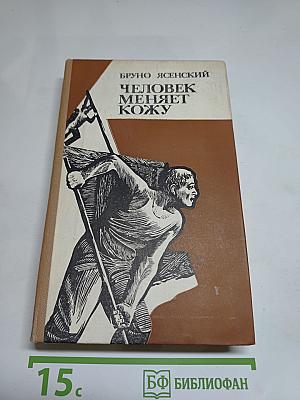 БРУНО ЯСЕНСКИЙ
ЧЕЛОВЕК
МЕНЯЕТ
КОЖУ
15с
БФ БИБЛИОФАН